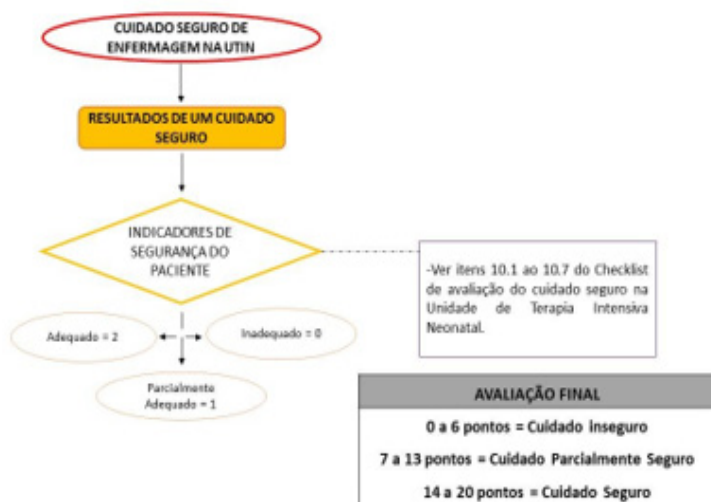 CUIDADO SEGURO DE
ENFERMAGEM NA UTIN
RESULTADOS DE UM CUIDADO
SEGURO
INDICADORES DE
SEGURANÇA DO
PACIENTE
-Ver itens 10.1 ao 10.7 do Checklist
de avaliação do cuidado seguro na
Unidade de Terapia Intensiva
Neonatal.
Adequado = 2
Inadequado = 0
Parcialmente
Adequado = 1
AVALIAÇÃO FINAL
0 a 6 pontos = Cuidado inseguro
7 a 13 pontos = Cuidado Parcialmente Seguro
14 a 20 pontos = Cuidado Seguro